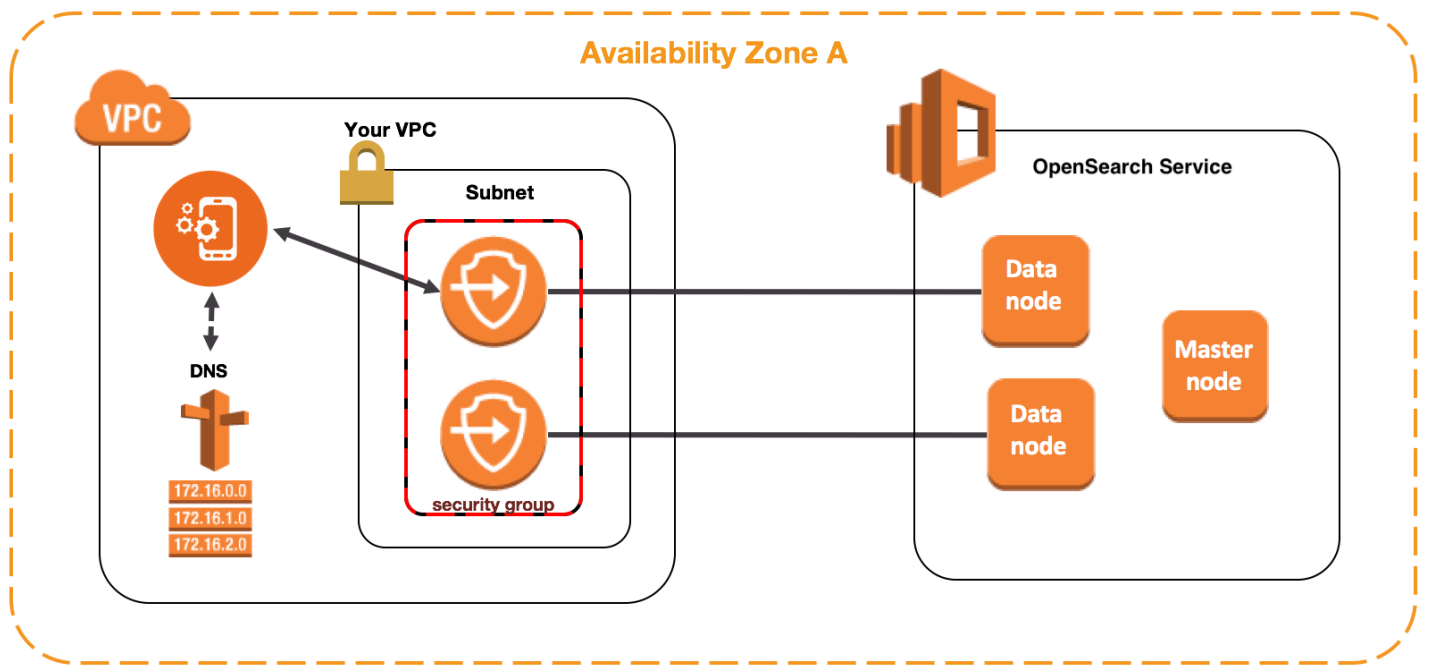 Availability Zone A
VPC
Your VPC
Subnet
security group
DNS
172.16.0.0
172.16.1.0
172.16.2.0
OpenSearch Service
Data
node
Data
node
Master
node